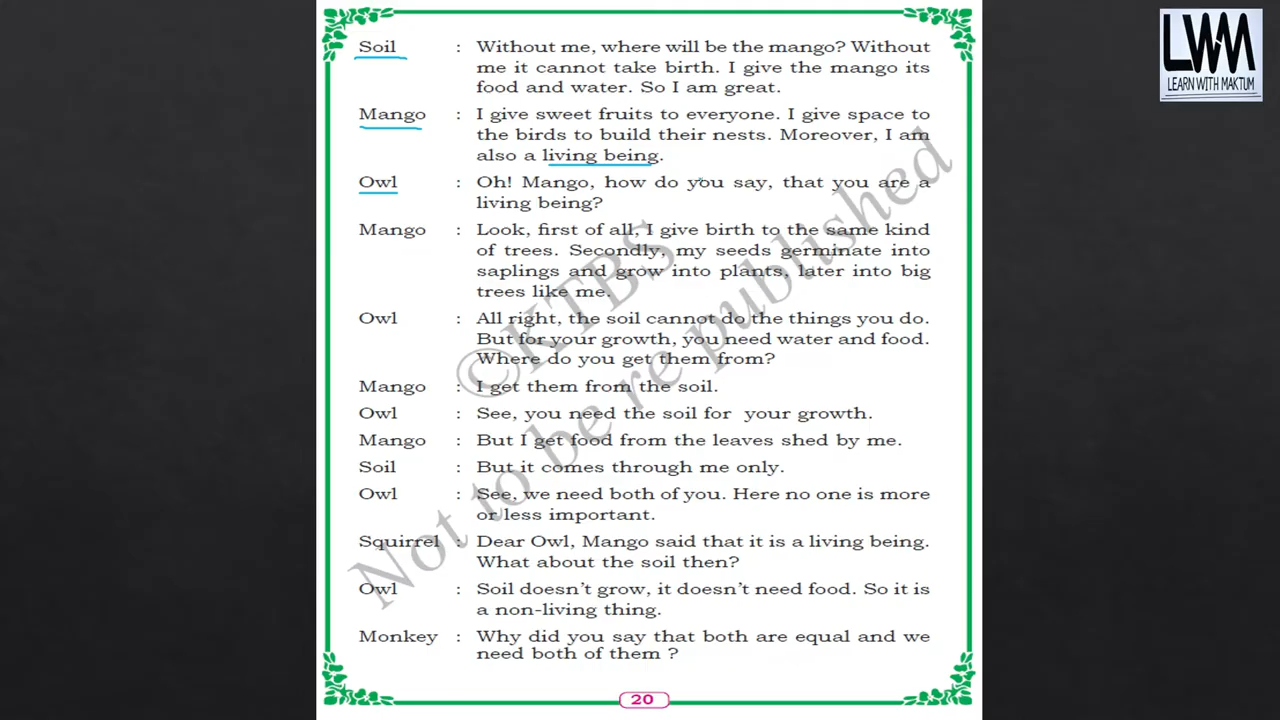 LWM
LEARN WITH MAKTUM
Soil : Without me, where will be the mango? Without
me it cannot take birth. I give the mango its
food and water. So I am great.
Mango : I give sweet fruits to everyone. I give space to
the birds to build their nests. Moreover, I am
also a living being.
Owl : Oh! Mango, how do you say, that you are a
living being?
Mango : Look, first of all, I give birth to the same kind
of trees. Secondly, my seeds germinate into
saplings and grow into plants, later into big
trees like me.
Owl : All right, the soil cannot do the things you do.
But for your growth, you need water and food.
Where do you get them from?
Mango : I get them from the soil.
Owl : See, you need the soil for your growth.
Mango : But I get food from the leaves shed by me.
Soil : But it comes through me only.
Owl : See, we need both of you. Here no one is more
or less important.
Squirrel : Dear Owl, Mango said that it is a living being.
What about the soil then?
Owl : Soil doesn't grow, it doesn't need food. So it is
a non-living thing.
Monkey : Why did you say that both are equal and we
need both of them ?
©KTBS
Not to be re published
20